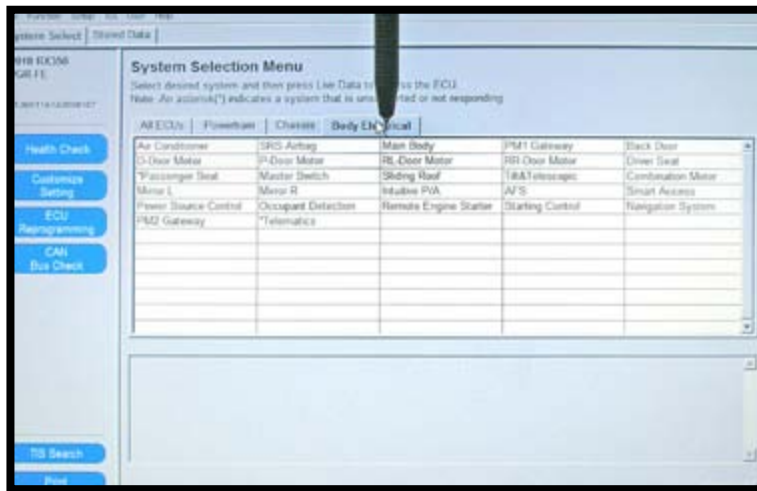 Function Setup User Help
System Select Stored Data
System Selection Menu
Select desired system and then press Live Data to the ECU.
Note: An asterisk(*) indicates a system that is or not responding
All ECUs Powertrain Chassis Body Electrical
Air Conditioner SRS Airbag Main Body PM1 Gateway Back Door
D-Door Motor P-Door Motor RL-Door Motor RR-Door Motor Driver Seat
*Passenger Seat Master Switch Sliding Roof Tilt&Telescopic Combination Meter
Mirror L Mirror R Intuitive P/A AFS Smart Access
Power Source Control Occupant Detection Remote Engine Starter Starting Control Navigation System
PM2 Gateway *Telematics
Health Check
Customize
Setting
ECU
Reprogramming
CAN
Bus Check
TIS Search
Print